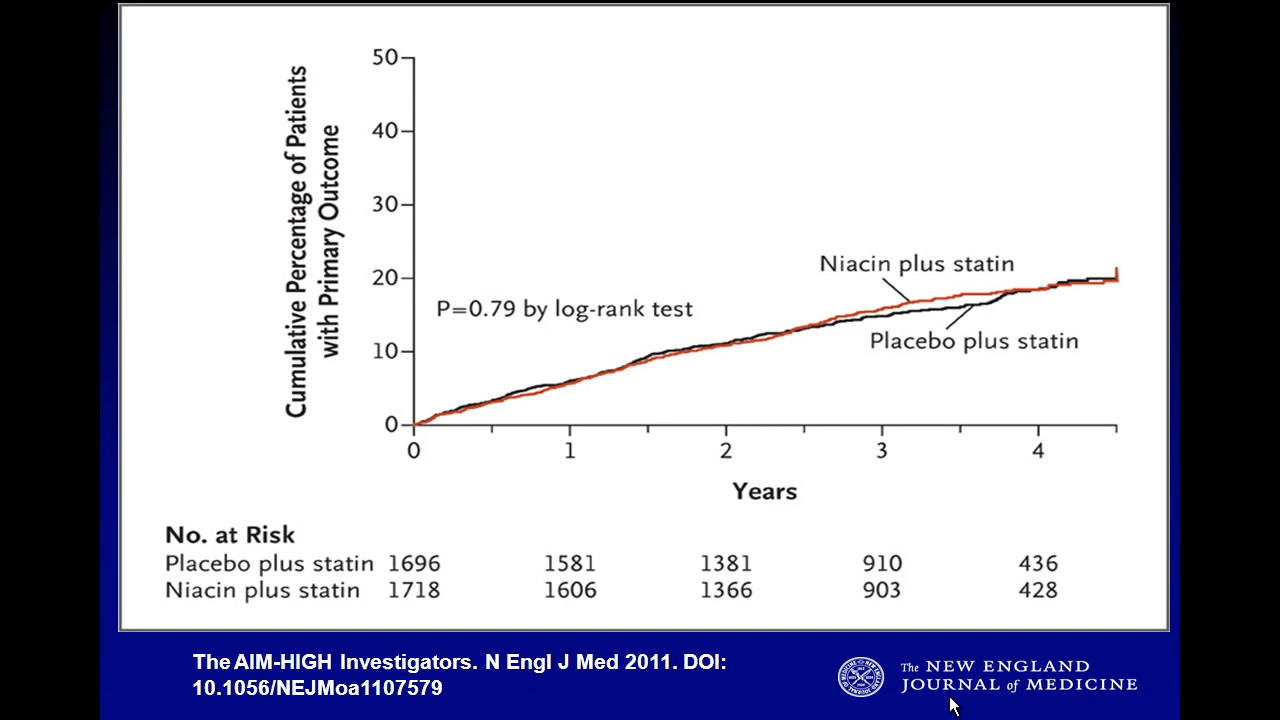 Cumulative Percentage of Patients
with Primary Outcome
50
40
30
20
10
0
Niacin plus statin
P=0.79 by log-rank test
Placebo plus statin
0 1 2 3 4
Years
No. at Risk
Placebo plus statin 1696 1581 1381 910 436
Niacin plus statin 1718 1606 1366 903 428
The AIM-HIGH Investigators. N Engl J Med 2011. DOI:
10.1056/NEJMoa1107579
The NEW ENGLAND
JOURNAL of MEDICINE